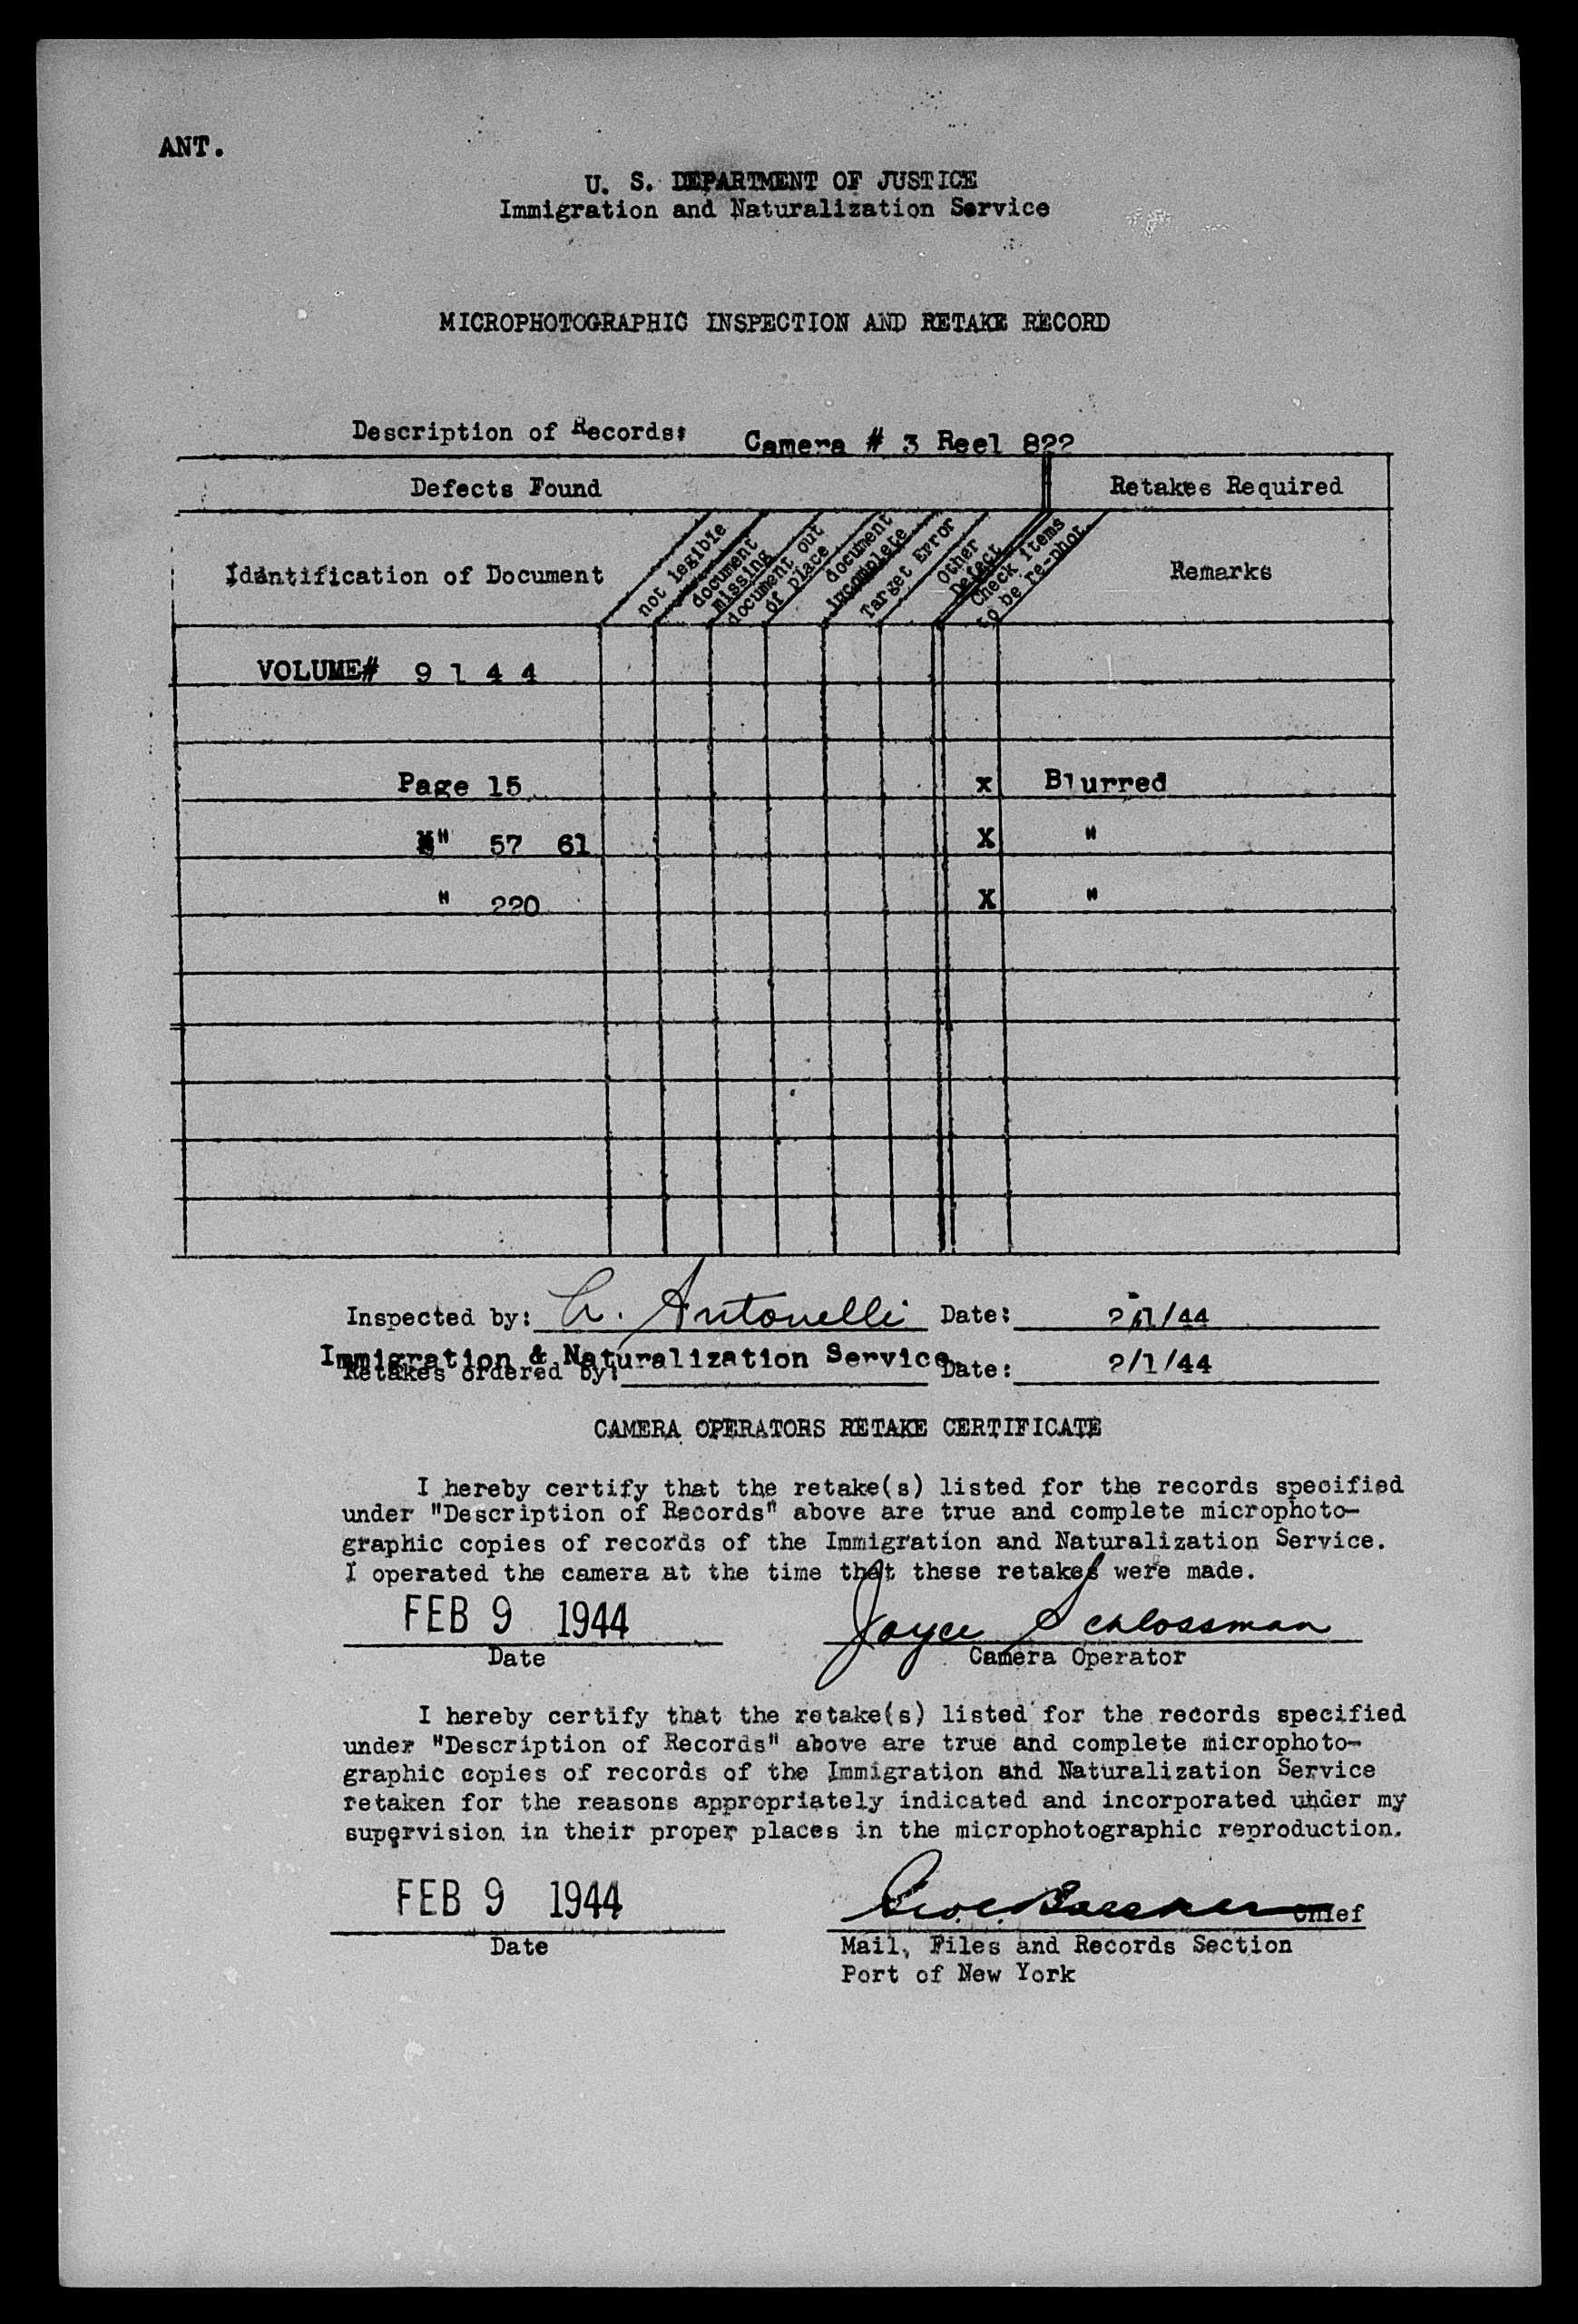 ANT.
U. S. DEPARTMENT OF JUSTICE
Immigration and Naturalization Service
MICROPHOTOGRAPHIC INSPECTION AND RETAKE RECORD
Description of Records: Camera # 3 Reel 822
Defects Found Retakes Required
Identification of Document
not legible
document missing
document out of place
document incomplete
Target Error
Other Defect
Check items to be re-phot.
Remarks
VOLUME# 9 1 4 4
Page 15 x Blurred
" 57 61 X "
" 220 X "
Inspected by: A. Antonelli Date: 2/1/44
Immigration & Naturalization Service.
Retakes ordered by: Date: 2/1/44
CAMERA OPERATORS RETAKE CERTIFICATE
I hereby certify that the retake(s) listed for the records specified
under "Description of Records" above are true and complete microphoto-
graphic copies of records of the Immigration and Naturalization Service.
I operated the camera at the time that these retakes were made.
FEB 9 1944 Joyce Schlossman
Date Camera Operator
I hereby certify that the retake(s) listed for the records specified
under "Description of Records" above are true and complete microphoto-
graphic copies of records of the Immigration and Naturalization Service
retaken for the reasons appropriately indicated and incorporated under my
supervision in their proper places in the microphotographic reproduction.
FEB 9 1944 Chief
Date Mail, Files and Records Section
Port of New York